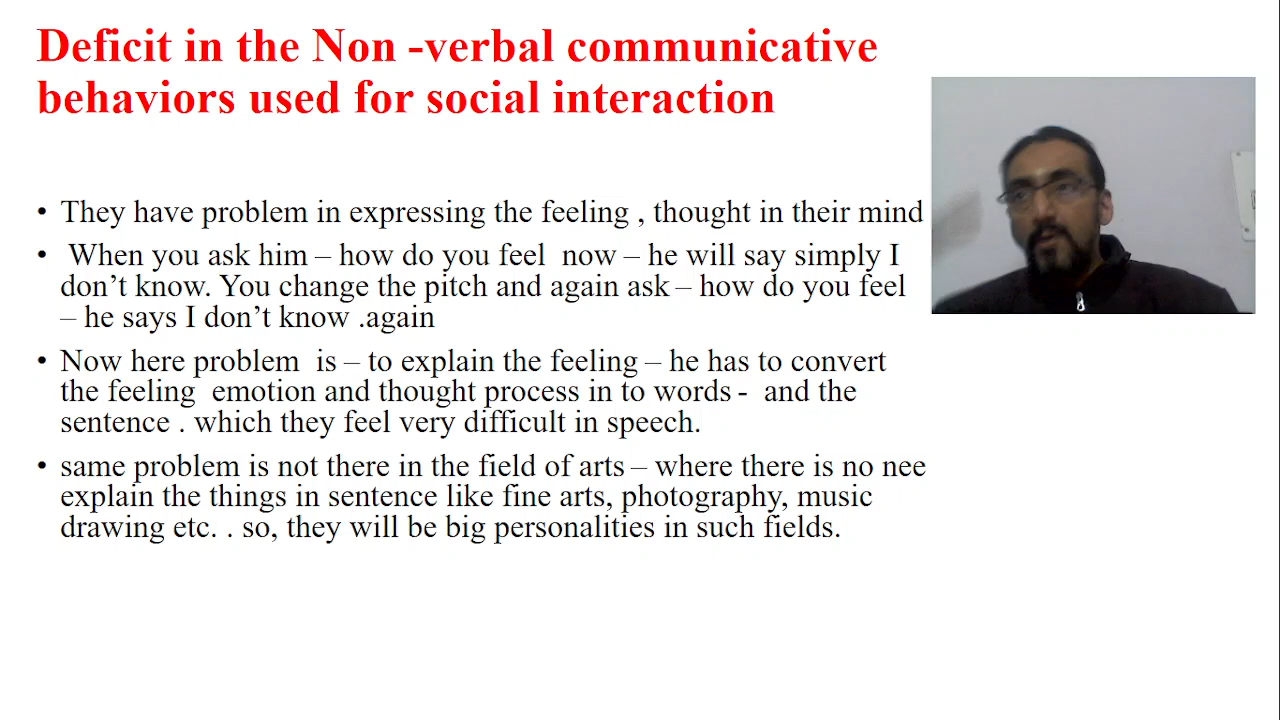 Deficit in the Non -verbal communicative
behaviors used for social interaction
• They have problem in expressing the feeling , thought in their mind
• When you ask him – how do you feel now – he will say simply I
don’t know. You change the pitch and again ask – how do you feel
– he says I don’t know .again
• Now here problem is – to explain the feeling – he has to convert
the feeling emotion and thought process in to words - and the
sentence . which they feel very difficult in speech.
• same problem is not there in the field of arts – where there is no nee
explain the things in sentence like fine arts, photography, music
drawing etc. . so, they will be big personalities in such fields.